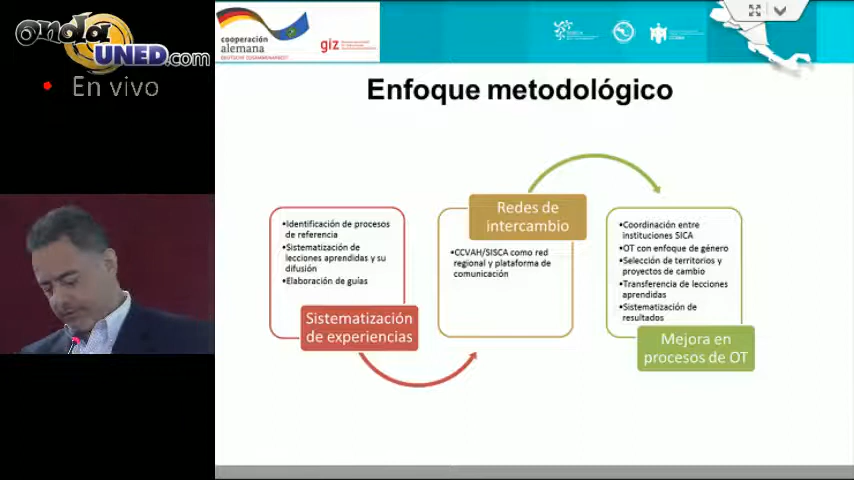 onda
UNED.com
En vivo
cooperación
alemana
DEUTSCHE ZUSAMMENARBEIT
giz
Enfoque metodológico
•Identificación de procesos
de referencia
•Sistematización de
lecciones aprendidas y su
difusión
•Elaboración de guías
Sistematización
de experiencias
Redes de
intercambio
•CCVAH/SISCA como red
regional y plataforma de
comunicación
•Coordinación entre
instituciones SICA
•OT con enfoque de género
•Selección de territorios y
proyectos de cambio
•Transferencia de lecciones
aprendidas
•Sistematización de
resultados
Mejora en
procesos de OT